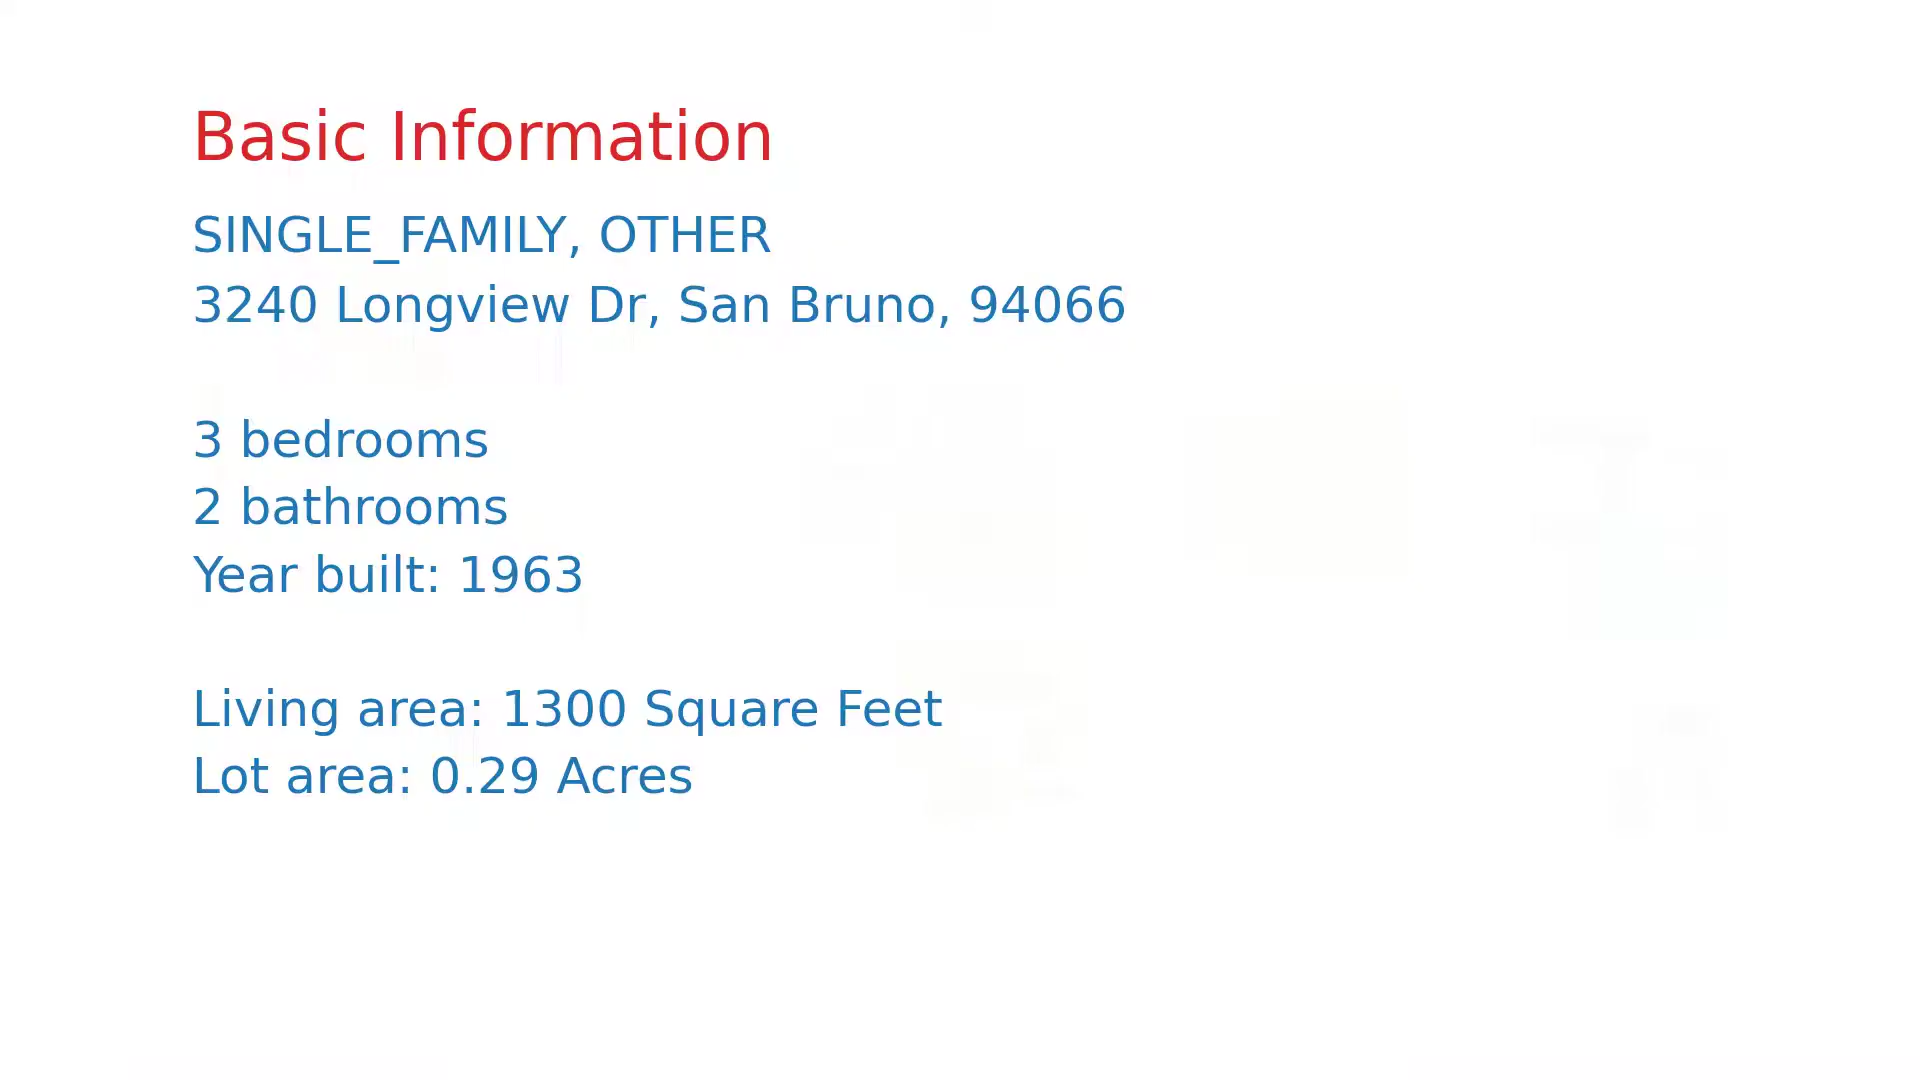 Basic Information
SINGLE_FAMILY, OTHER
3240 Longview Dr, San Bruno, 94066
3 bedrooms
2 bathrooms
Year built: 1963
Living area: 1300 Square Feet
Lot area: 0.29 Acres